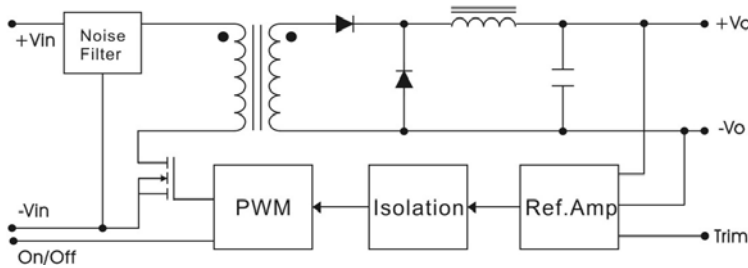 +Vin
Noise
Filter
+Vo
-Vo
-Vin
PWM
Isolation
Ref.Amp
Trim
On/Off